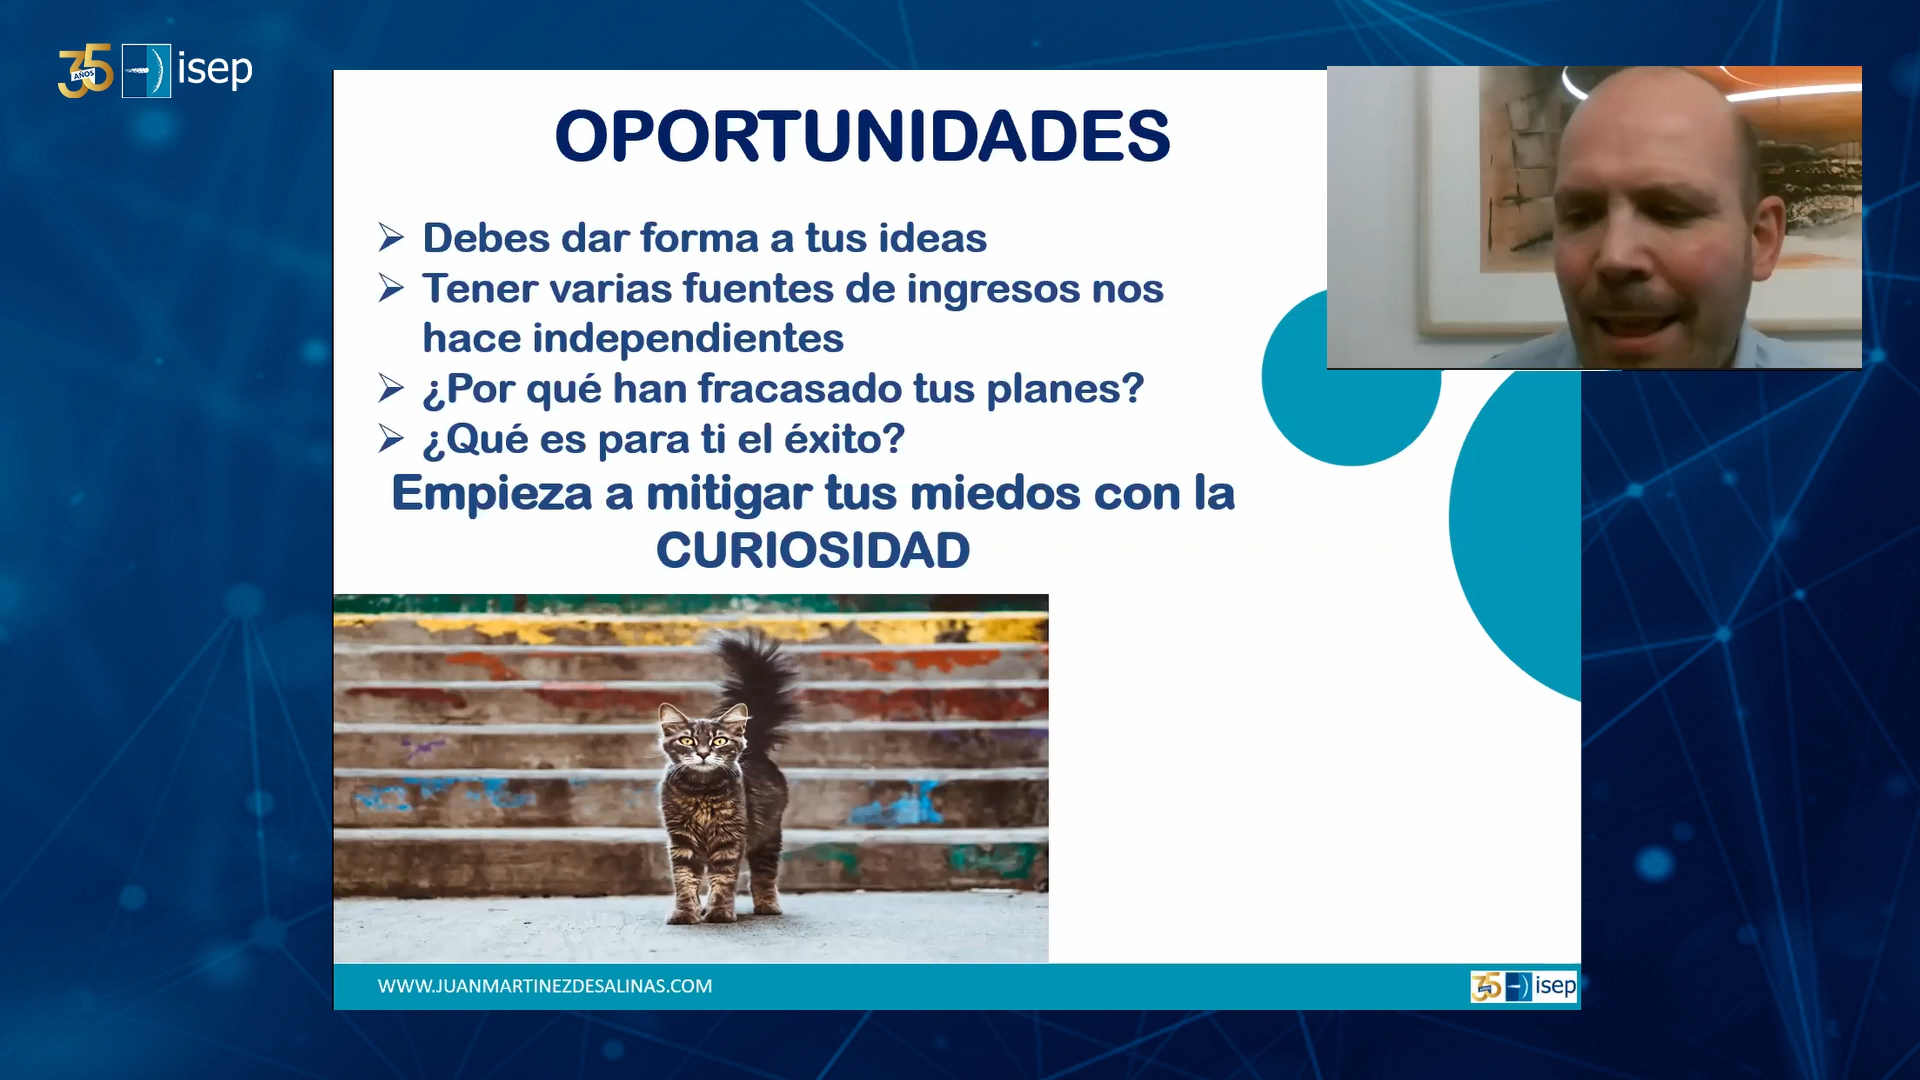 35
AÑOS
isep
OPORTUNIDADES
➢ Debes dar forma a tus ideas
➢ Tener varias fuentes de ingresos nos
hace independientes
➢ ¿Por qué han fracasado tus planes?
➢ ¿Qué es para ti el éxito?
Empieza a mitigar tus miedos con la
CURIOSIDAD
WWW.JUANMARTINEZDESALINAS.COM
35
AÑOS
isep